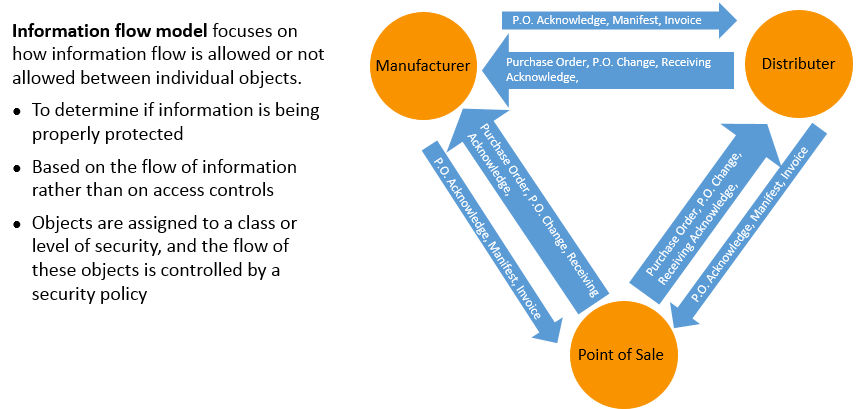 Information flow model focuses on
how information flow is allowed or not
allowed between individual objects.
• To determine if information is being
properly protected
• Based on the flow of information
rather than on access controls
• Objects are assigned to a class or
level of security, and the flow of
these objects is controlled by a
security policy
P.O. Acknowledge, Manifest, Invoice
Manufacturer
Purchase Order, P.O. Change, Receiving
Acknowledge,
Distributer
Purchase Order, P.O. Change, Receiving
Acknowledge,
P.O. Acknowledge, Manifest, Invoice
Purchase Order, P.O. Change,
Receiving Acknowledge,
P.O. Acknowledge, Manifest, Invoice
Point of Sale